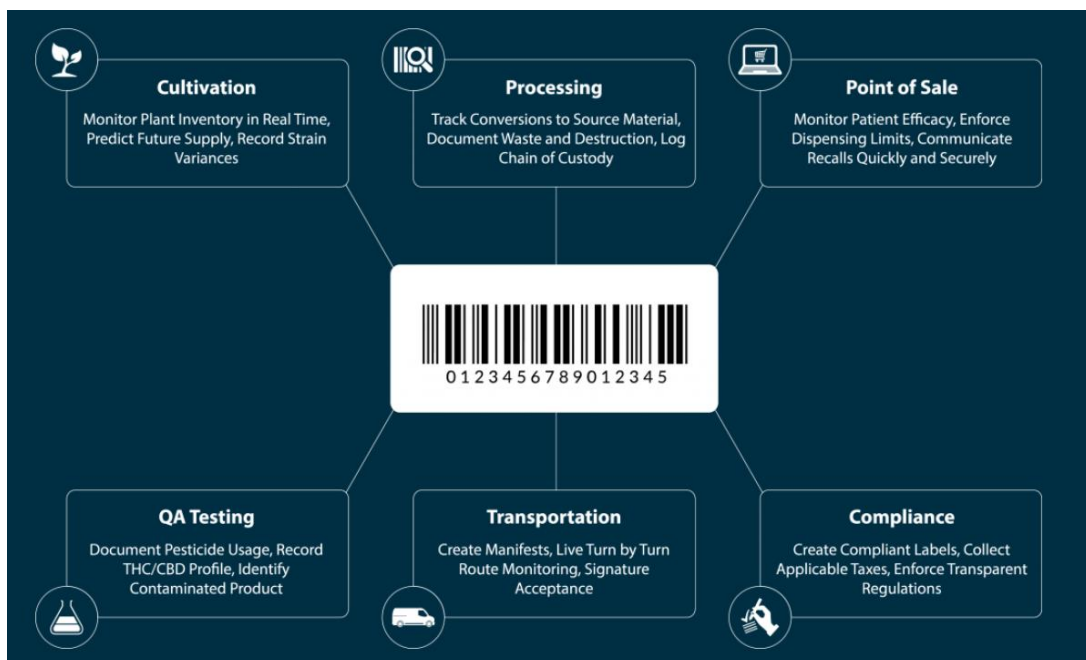 Cultivation
Monitor Plant Inventory in Real Time,
Predict Future Supply, Record Strain
Variances
Processing
Track Conversions to Source Material,
Document Waste and Destruction, Log
Chain of Custody
Point of Sale
Monitor Patient Efficacy, Enforce
Dispensing Limits, Communicate
Recalls Quickly and Securely
0123456789012345
QA Testing
Document Pesticide Usage, Record
THC/CBD Profile, Identify
Contaminated Product
Transportation
Create Manifests, Live Turn by Turn
Route Monitoring, Signature
Acceptance
Compliance
Create Compliant Labels, Collect
Applicable Taxes, Enforce Transparent
Regulations